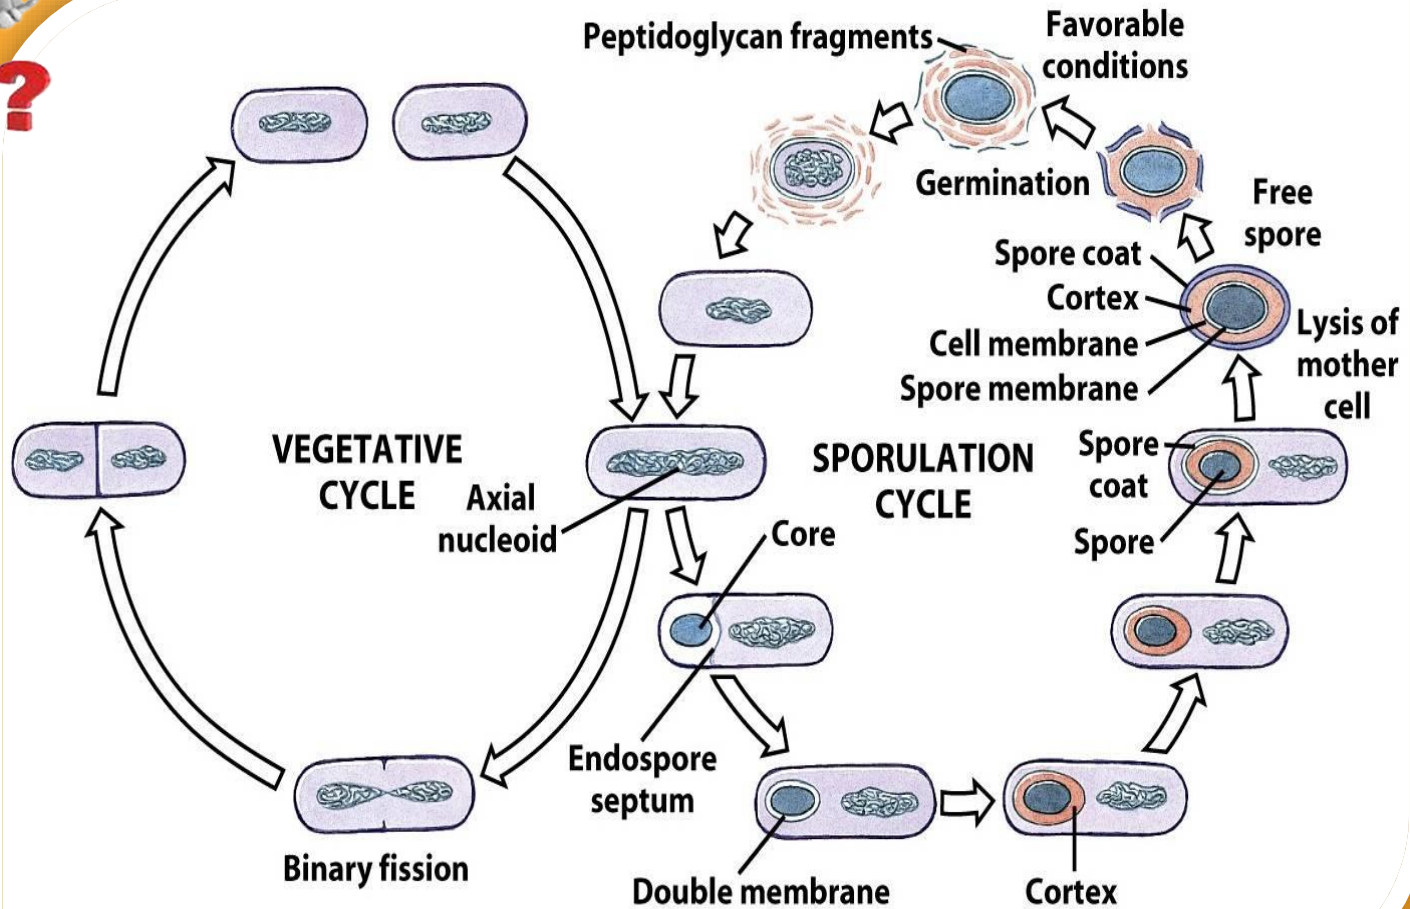 ?
Peptidoglycan fragments
Favorable
conditions
Germination
Free
spore
Spore coat
Cortex
Cell membrane
Spore membrane
Lysis of
mother
cell
VEGETATIVE
CYCLE
Axial
nucleoid
SPORULATION
CYCLE
Spore
coat
Spore
Core
Endospore
septum
Binary fission
Double membrane
Cortex